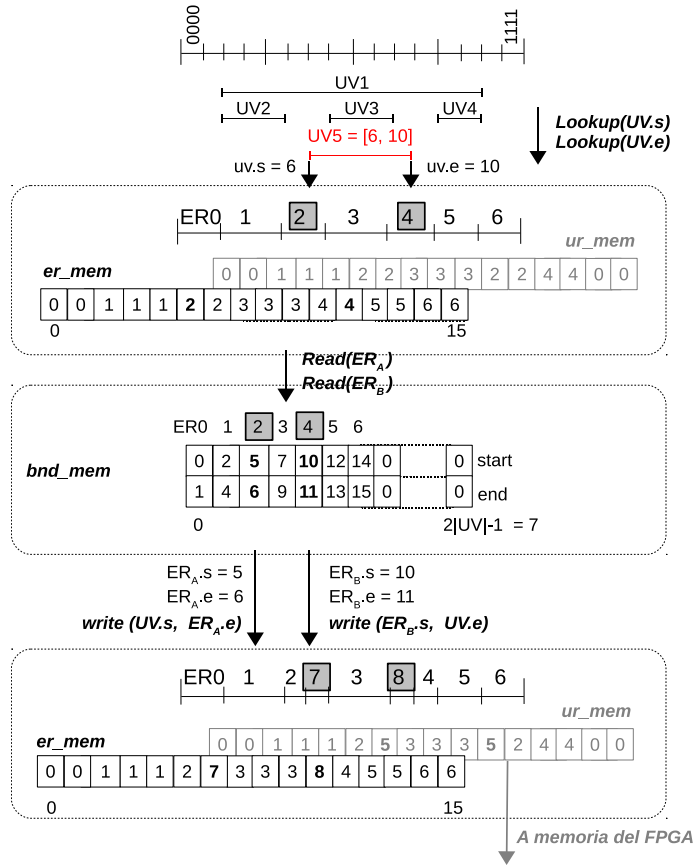 0000 1111
UV1
UV2 UV3 UV4
UV5 = [6, 10]
Lookup(UV.s)
Lookup(UV.e)
uv.s = 6 uv.e = 10
ER0 1 2 3 4 5 6
ur_mem
er_mem
0 0 1 1 1 2 2 3 3 3 2 2 4 4 0 0
0 0 1 1 1 2 2 3 3 3 4 4 5 5 6 6
0 15
Read(ERA)
Read(ERB)
ER0 1 2 3 4 5 6
0 2 5 7 10 12 14 0 0 start
bnd_mem
1 4 6 9 11 13 15 0 0 end
0 2|UV|-1 = 7
ERA.s = 5 ERB.s = 10
ERA.e = 6 ERB.e = 11
write (UV.s, ERA.e) write (ERB.s, UV.e)
ER0 1 2 7 3 8 4 5 6
ur_mem
er_mem
0 0 1 1 1 2 5 3 3 3 5 2 4 4 0 0
0 0 1 1 1 2 7 3 3 3 8 4 5 5 6 6
0 15
A memoria del FPGA